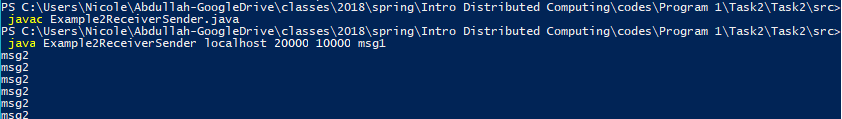 PS C:\Users\Nicole\Abdullah-GoogleDrive\classes\2018\spring\Intro Distributed Computing\codes\Program 1\Task2\Task2\src>
javac Example2ReceiverSender.java
PS C:\Users\Nicole\Abdullah-GoogleDrive\classes\2018\spring\Intro Distributed Computing\codes\Program 1\Task2\Task2\src>
java Example2ReceiverSender localhost 20000 10000 msg1
msg2
msg2
msg2
msg2
msg2
msg2